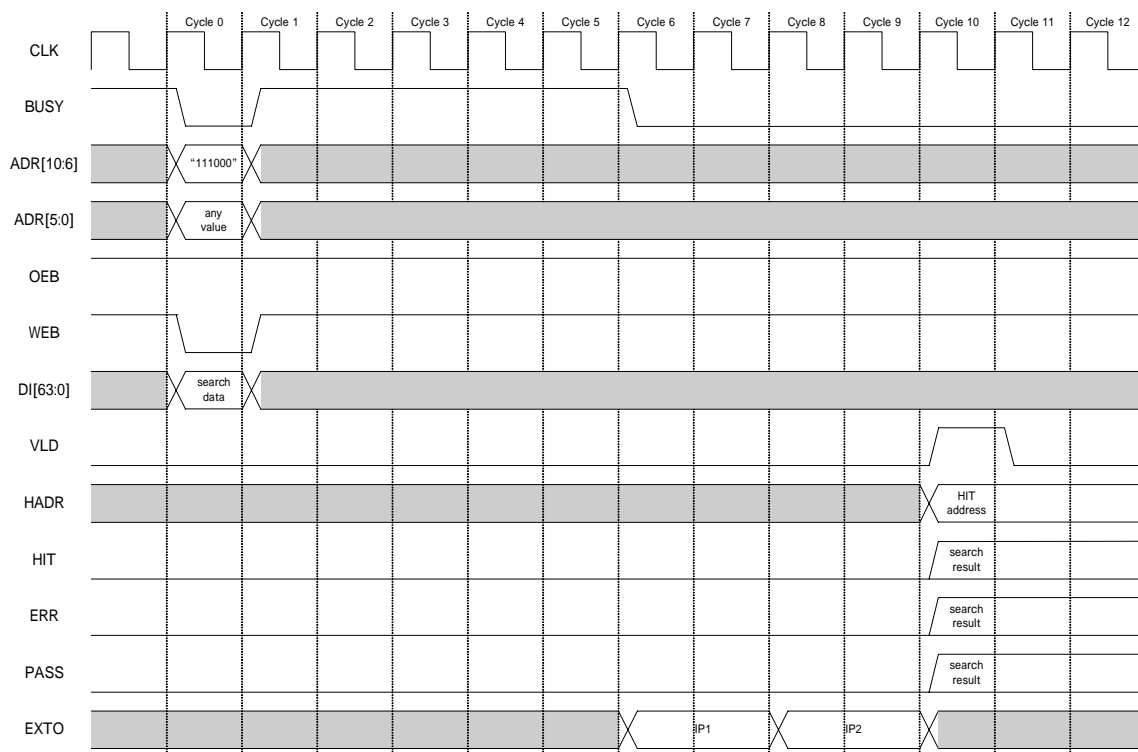 Cycle 0 Cycle 1 Cycle 2 Cycle 3 Cycle 4 Cycle 5 Cycle 6 Cycle 7 Cycle 8 Cycle 9 Cycle 10 Cycle 11 Cycle 12
CLK
BUSY
ADR[10:6]
“111000”
ADR[5:0]
any
value
OEB
WEB
DI[63:0]
search
data
VLD
HADR
HIT
address
HIT
search
result
ERR
search
result
PASS
search
result
EXTO
IP1
IP2